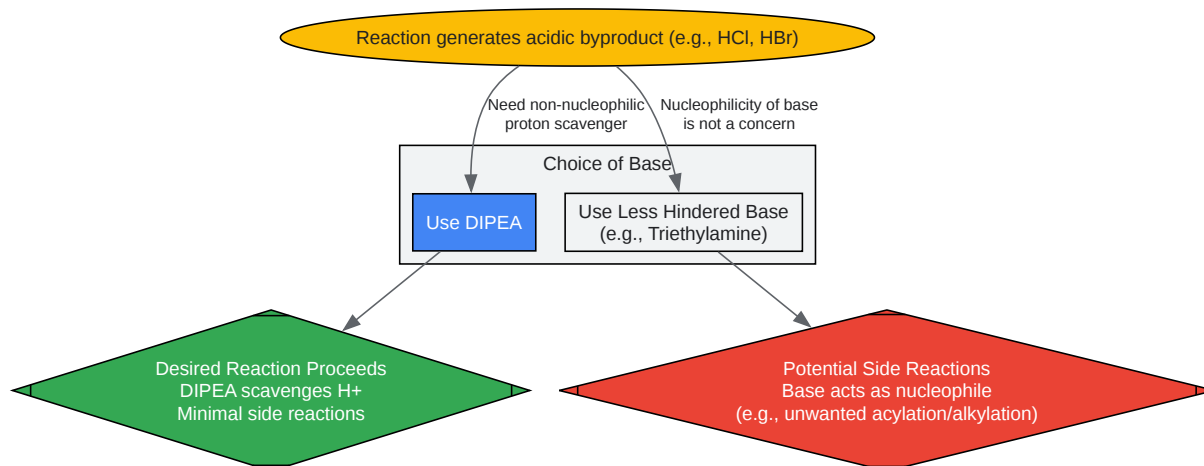 Reaction generates acidic byproduct (e.g., HCl, HBr)
Need non-nucleophilic
proton scavenger
Nucleophilicity of base
is not a concern
Choice of Base
Use DIPEA
Use Less Hindered Base
(e.g., Triethylamine)
Desired Reaction Proceeds
DIPEA scavenges H+
Minimal side reactions
Potential Side Reactions
Base acts as nucleophile
(e.g., unwanted acylation/alkylation)